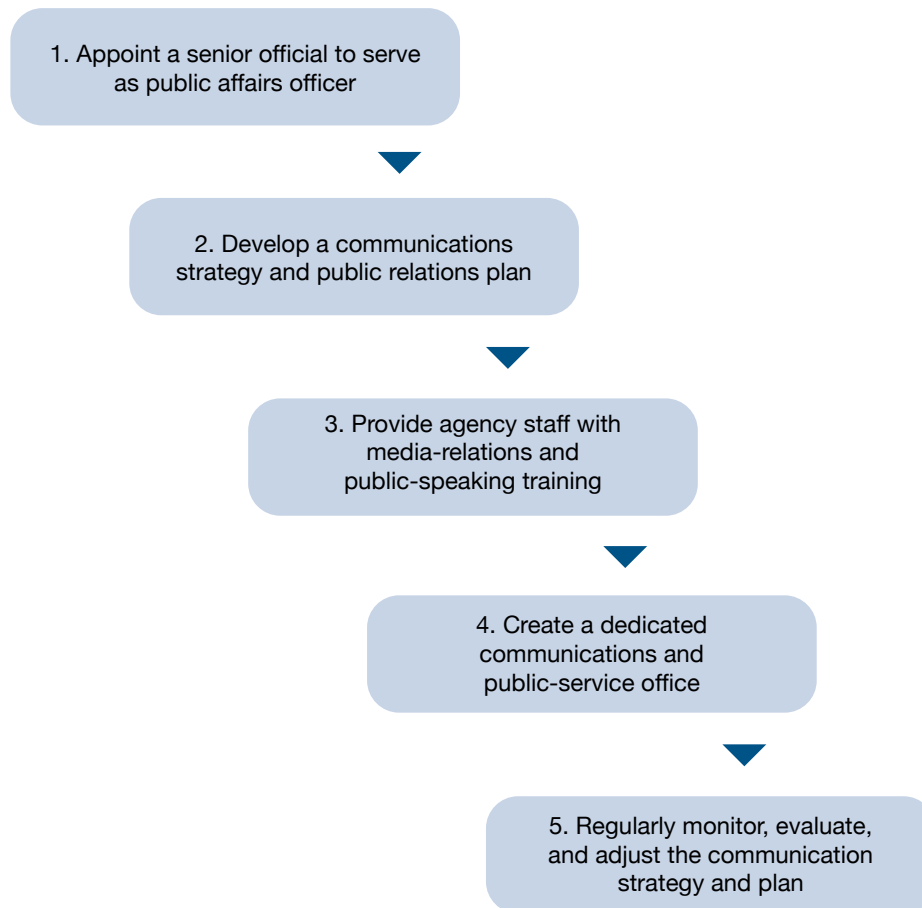 1. Appoint a senior official to serve
as public affairs officer
2. Develop a communications
strategy and public relations plan
3. Provide agency staff with
media-relations and
public-speaking training
4. Create a dedicated
communications and
public-service office
5. Regularly monitor, evaluate,
and adjust the communication
strategy and plan